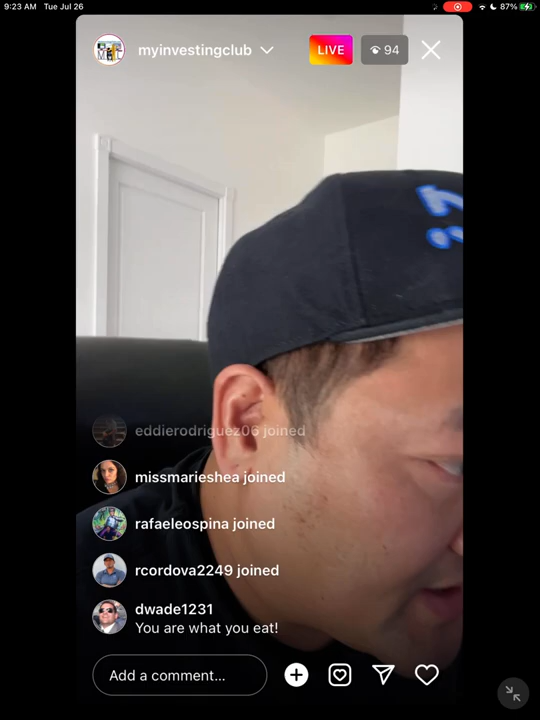 9:23 AM Tue Jul 26
87%
myinvestingclub
LIVE
94
eddierodriguez06 joined
missmarieshea joined
rafaeleospina joined
rcordova2249 joined
dwade1231
You are what you eat!
Add a comment...